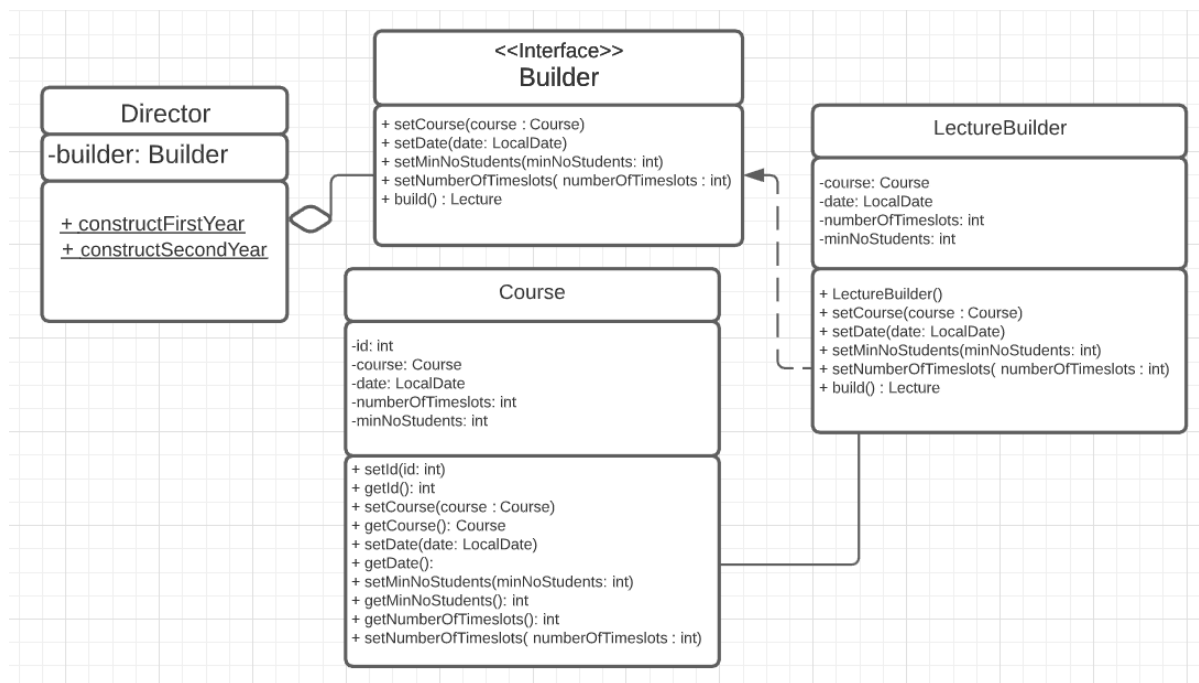 Director
-builder: Builder
+ constructFirstYear
+ constructSecondYear
<<Interface>>
Builder
+ setCourse(course : Course)
+ setDate(date: LocalDate)
+ setMinNoStudents(minNoStudents: int)
+ setNumberOfTimeslots( numberOfTimeslots : int)
+ build() : Lecture
LectureBuilder
-course: Course
-date: LocalDate
-numberOfTimeslots: int
-minNoStudents: int
+ LectureBuilder()
+ setCourse(course : Course)
+ setDate(date: LocalDate)
+ setMinNoStudents(minNoStudents: int)
+ setNumberOfTimeslots( numberOfTimeslots : int)
+ build() : Lecture
Course
-id: int
-course: Course
-date: LocalDate
-numberOfTimeslots: int
-minNoStudents: int
+ setId(id: int)
+ getId(): int
+ setCourse(course : Course)
+ getCourse(): Course
+ setDate(date: LocalDate)
+ getDate():
+ setMinNoStudents(minNoStudents: int)
+ getMinNoStudents(): int
+ getNumberOfTimeslots(): int
+ setNumberOfTimeslots( numberOfTimeslots : int)